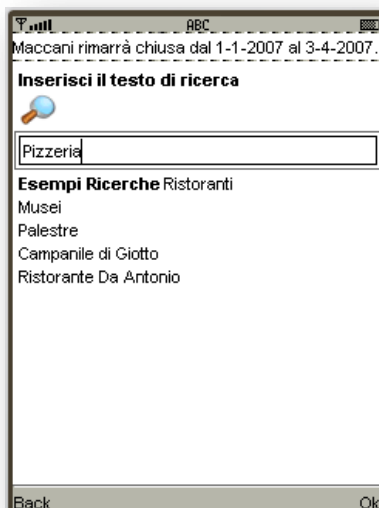 ABC
Maccani rimarrà chiusa dal 1-1-2007 al 3-4-2007.
Inserisci il testo di ricerca
Pizzeria
Esempi Ricerche Ristoranti
Musei
Palestre
Campanile di Giotto
Ristorante Da Antonio
Back Ok